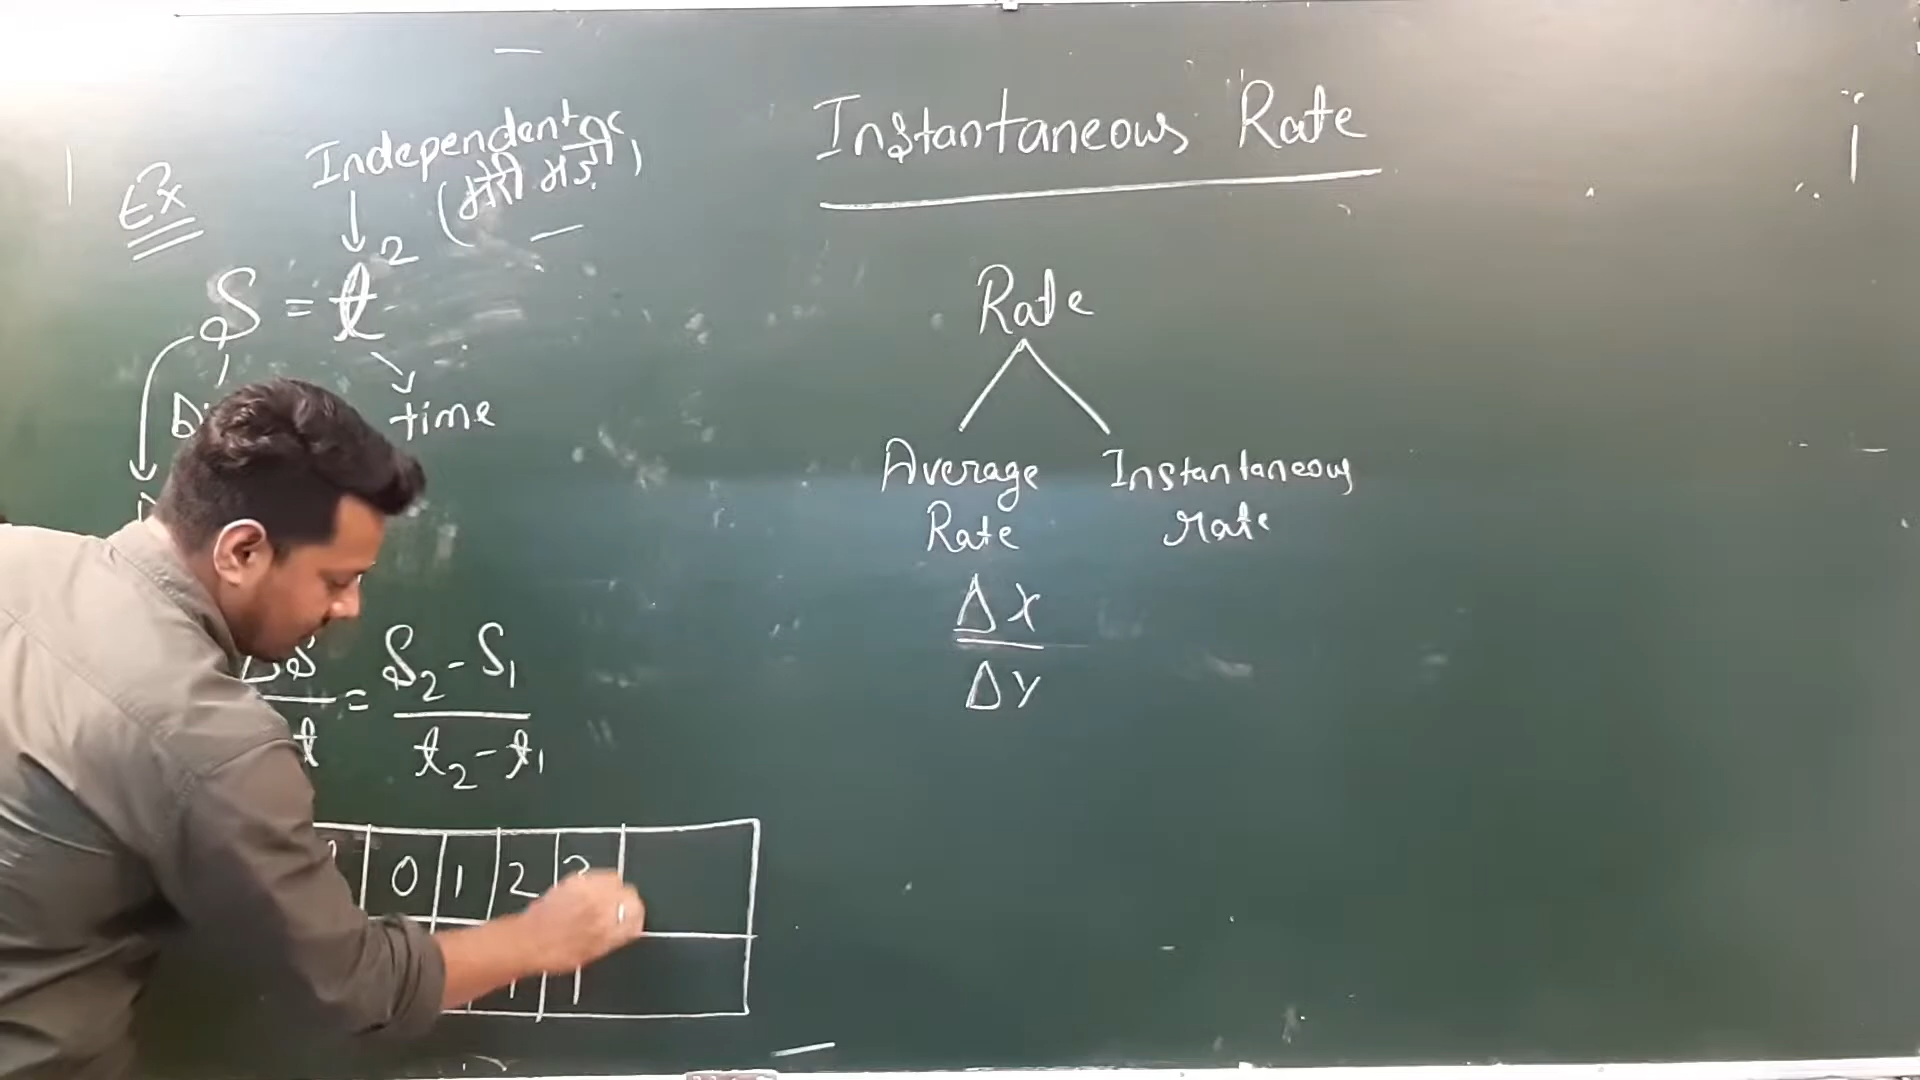 Instantaneous Rate
Ex
Independent
S = t²
time
= S₂ - S₁
t₂ - t₁
0 1 2
Rate
Average Instantaneous
Rate rate
Δx
Δy